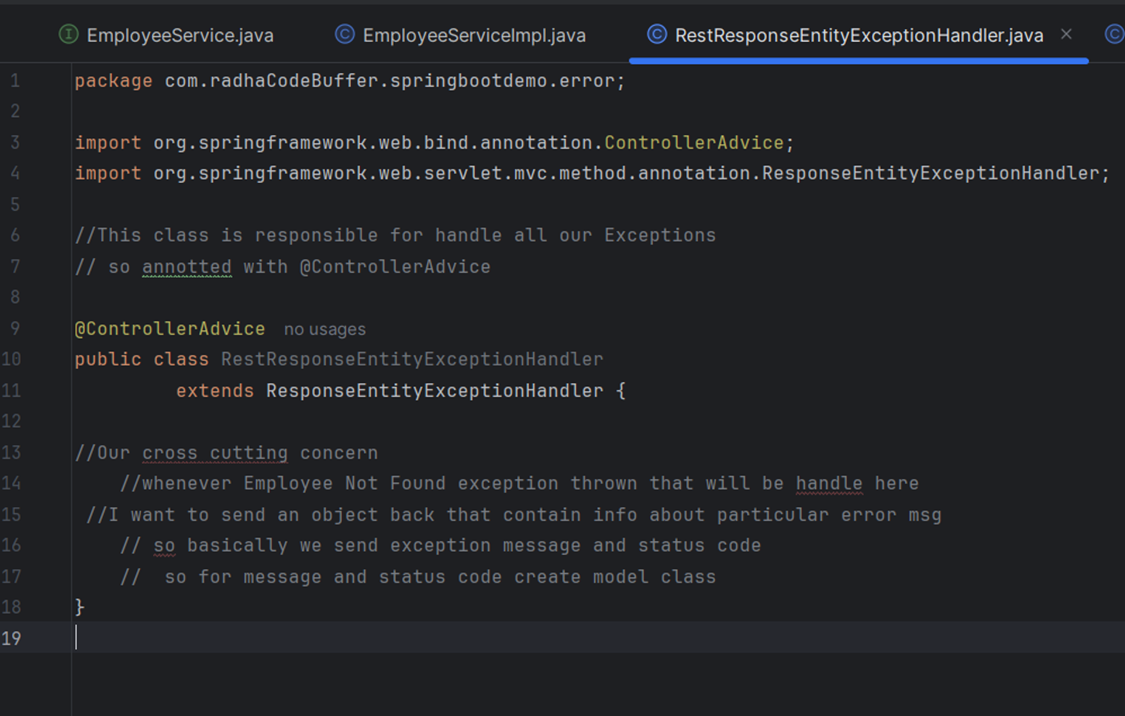 EmployeeService.java EmployeeServiceImpl.java RestResponseEntityExceptionHandler.java
1 package com.radhaCodeBuffer.springbootdemo.error;
2
3 import org.springframework.web.bind.annotation.ControllerAdvice;
4 import org.springframework.web.servlet.mvc.method.annotation.ResponseEntityExceptionHandler;
5
6 //This class is responsible for handle all our Exceptions
7 // so annotted with @ControllerAdvice
8
9 @ControllerAdvice no usages
10 public class RestResponseEntityExceptionHandler
11 extends ResponseEntityExceptionHandler {
12
13 //Our cross cutting concern
14 //whenever Employee Not Found exception thrown that will be handle here
15 //I want to send an object back that contain info about particular error msg
16 // so basically we send exception message and status code
17 // so for message and status code create model class
18 }
19